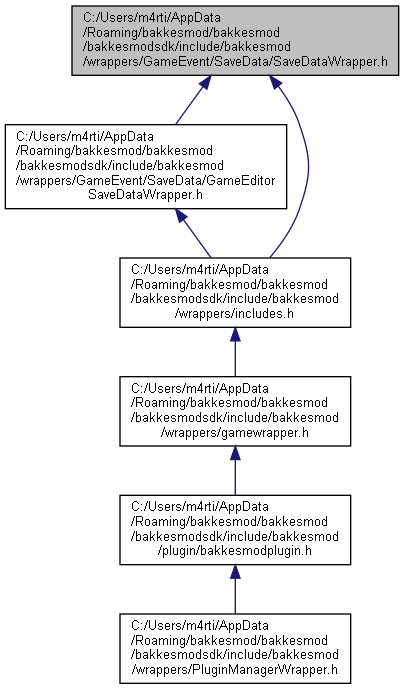 C:/Users/m4rti/AppData
/Roaming/bakkesmod/bakkesmod
/bakkesmodsdk/include/bakkesmod
/wrappers/GameEvent/SaveData/SaveDataWrapper.h
C:/Users/m4rti/AppData
/Roaming/bakkesmod/bakkesmod
/bakkesmodsdk/include/bakkesmod
/wrappers/GameEvent/SaveData/GameEditor
SaveDataWrapper.h
C:/Users/m4rti/AppData
/Roaming/bakkesmod/bakkesmod
/bakkesmodsdk/include/bakkesmod
/wrappers/includes.h
C:/Users/m4rti/AppData
/Roaming/bakkesmod/bakkesmod
/bakkesmodsdk/include/bakkesmod
/wrappers/gamewrapper.h
C:/Users/m4rti/AppData
/Roaming/bakkesmod/bakkesmod
/bakkesmodsdk/include/bakkesmod
/plugin/bakkesmodplugin.h
C:/Users/m4rti/AppData
/Roaming/bakkesmod/bakkesmod
/bakkesmodsdk/include/bakkesmod
/wrappers/PluginManagerWrapper.h